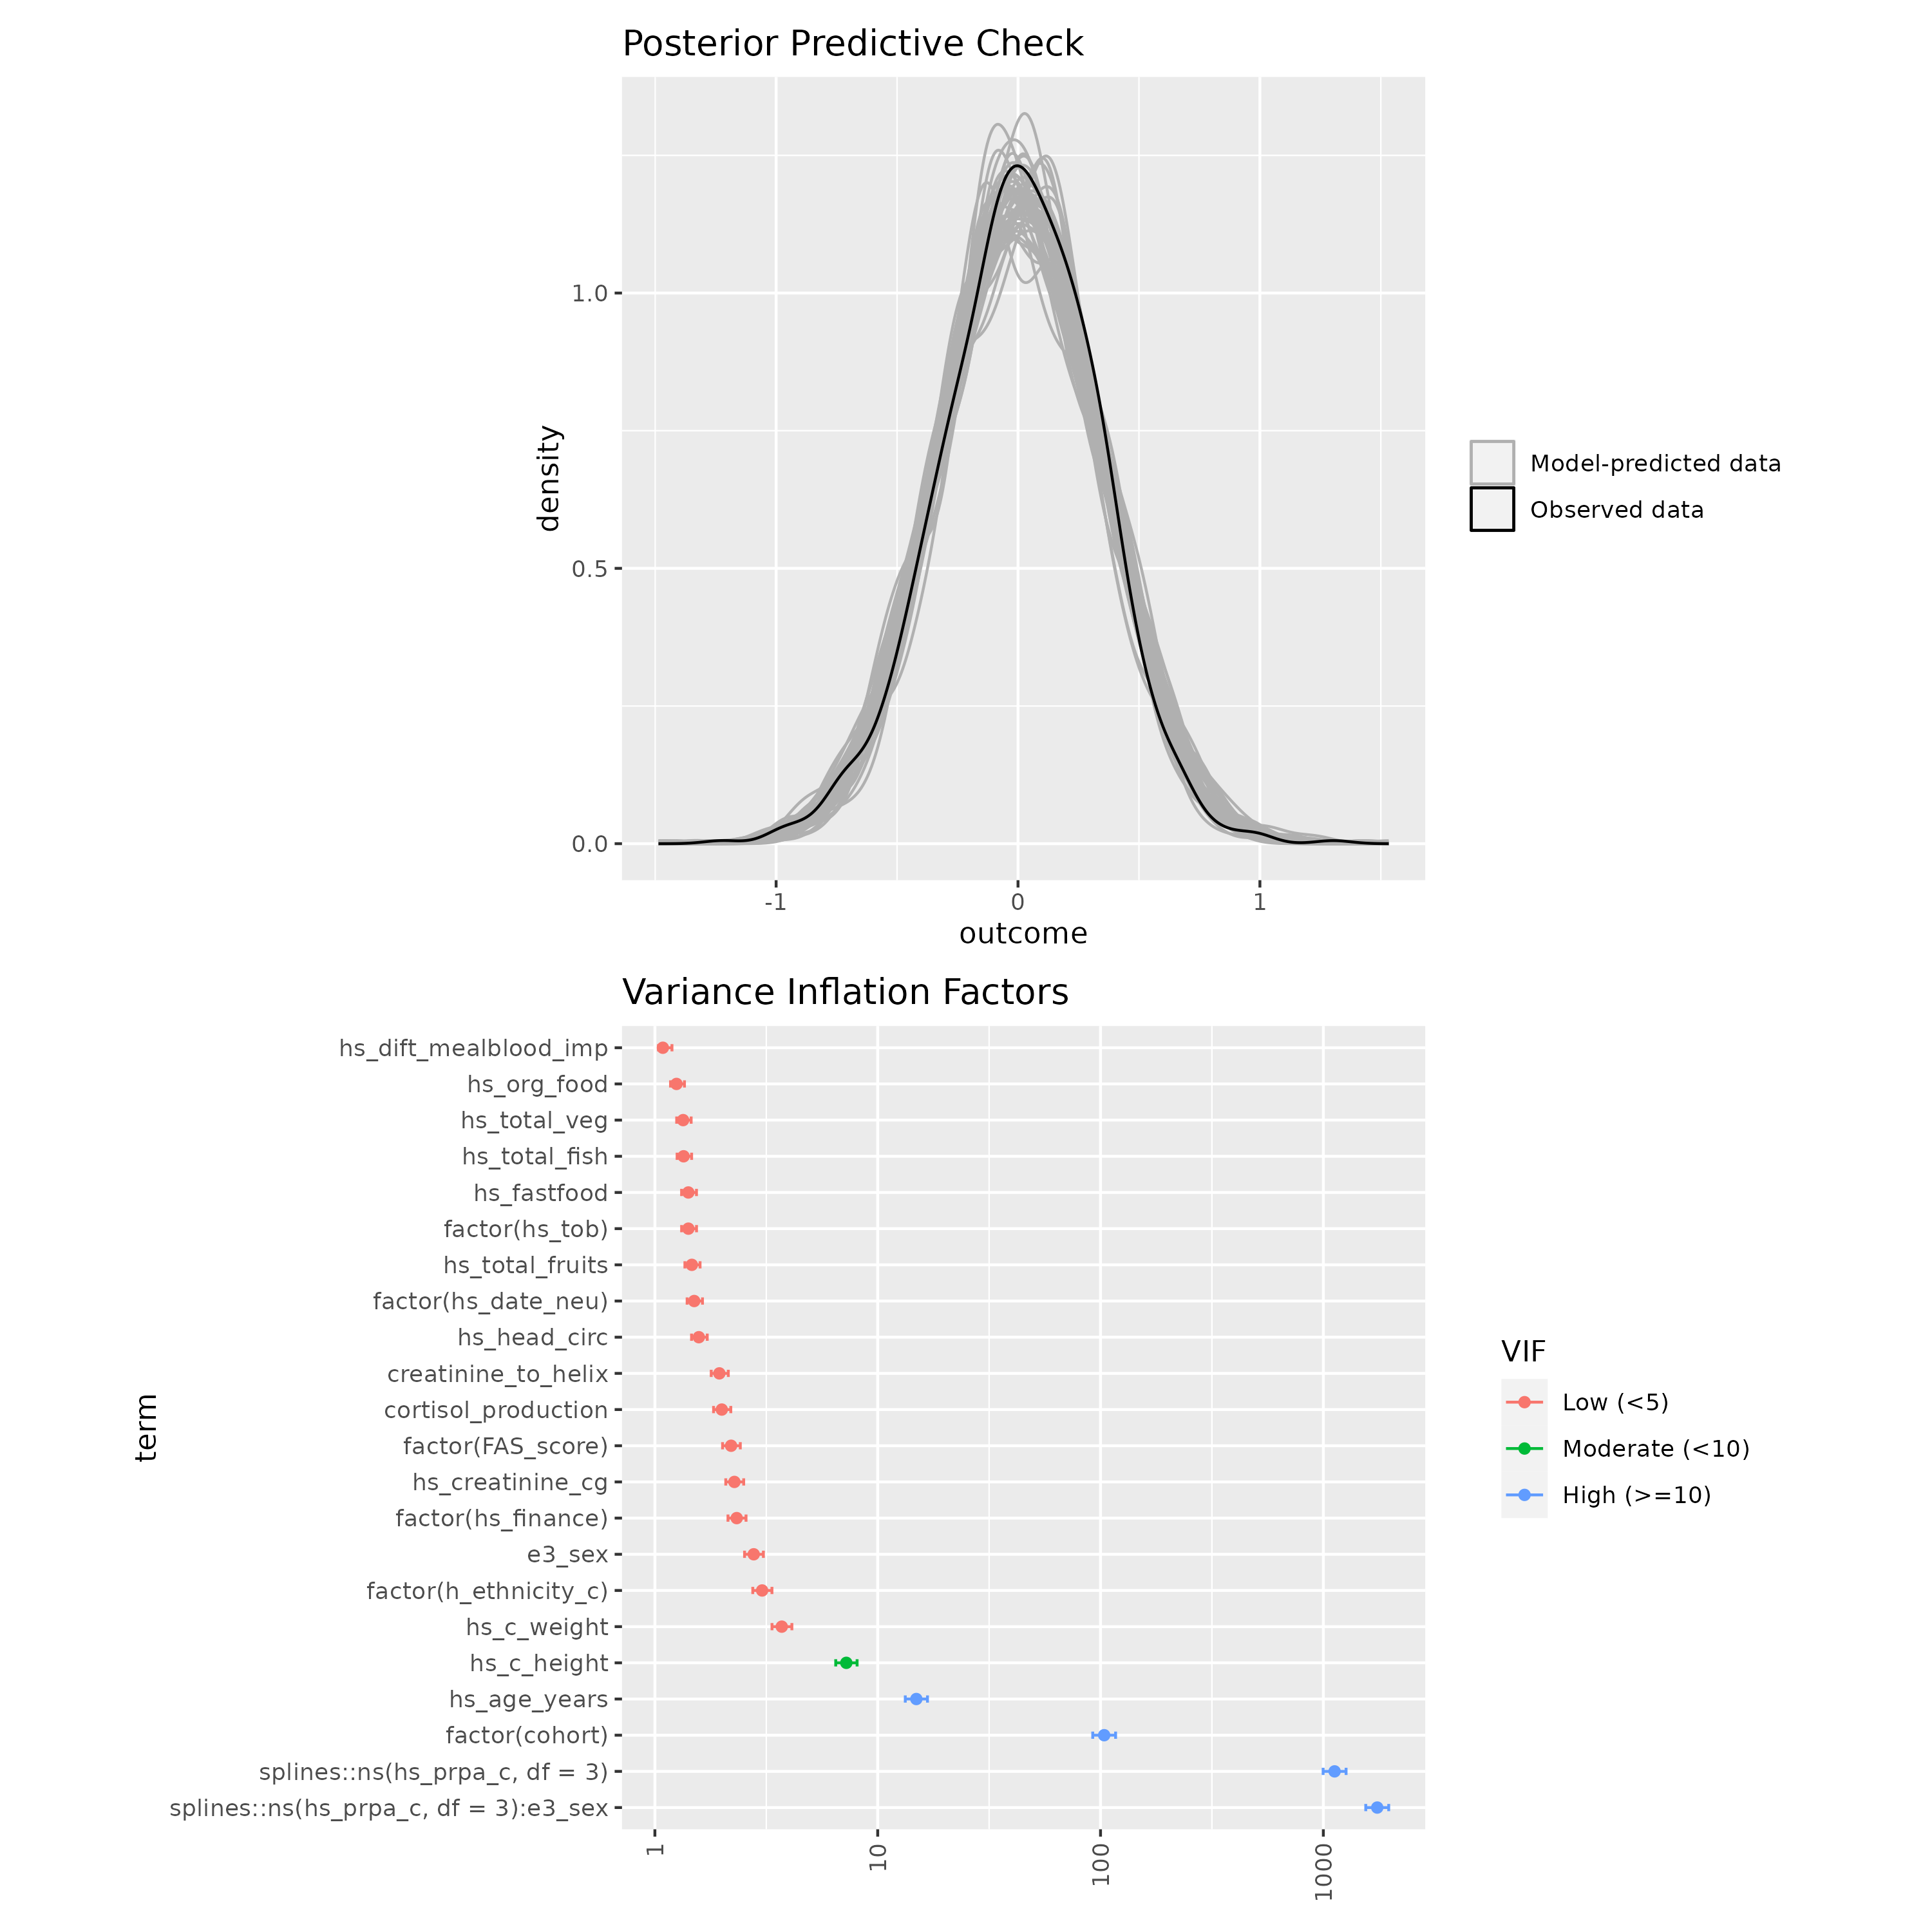 Posterior Predictive Check
density
1.0
0.5
0.0
-1
0
1
outcome
Model-predicted data
Observed data
Variance Inflation Factors
term
hs_dift_mealblood_imp
hs_org_food
hs_total_veg
hs_total_fish
hs_fastfood
factor(hs_tob)
hs_total_fruits
factor(hs_date_neu)
hs_head_circ
creatinine_to_helix
cortisol_production
factor(FAS_score)
hs_creatinine_cg
factor(hs_finance)
e3_sex
factor(h_ethnicity_c)
hs_c_weight
hs_c_height
hs_age_years
factor(cohort)
splines::ns(hs_prpa_c, df = 3)
splines::ns(hs_prpa_c, df = 3):e3_sex
1
10
100
1000
VIF
Low (<5)
Moderate (<10)
High (>=10)